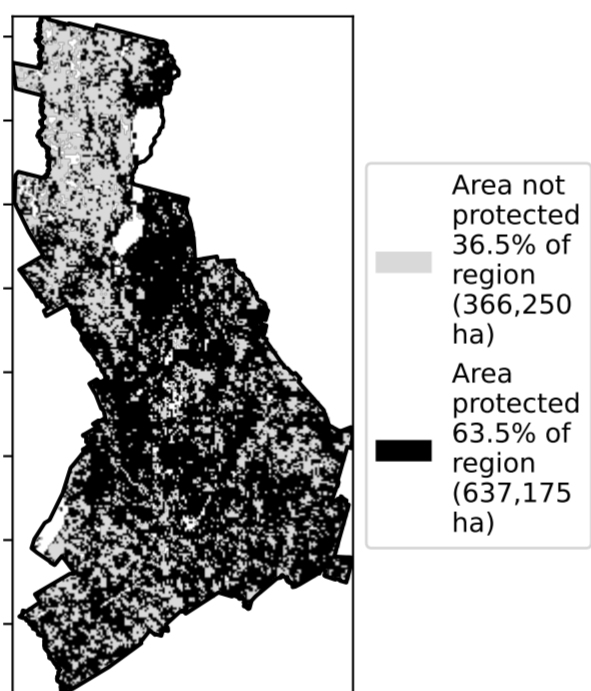 Area not
protected
36.5% of
region
(366,250
ha)
Area
protected
63.5% of
region
(637,175
ha)